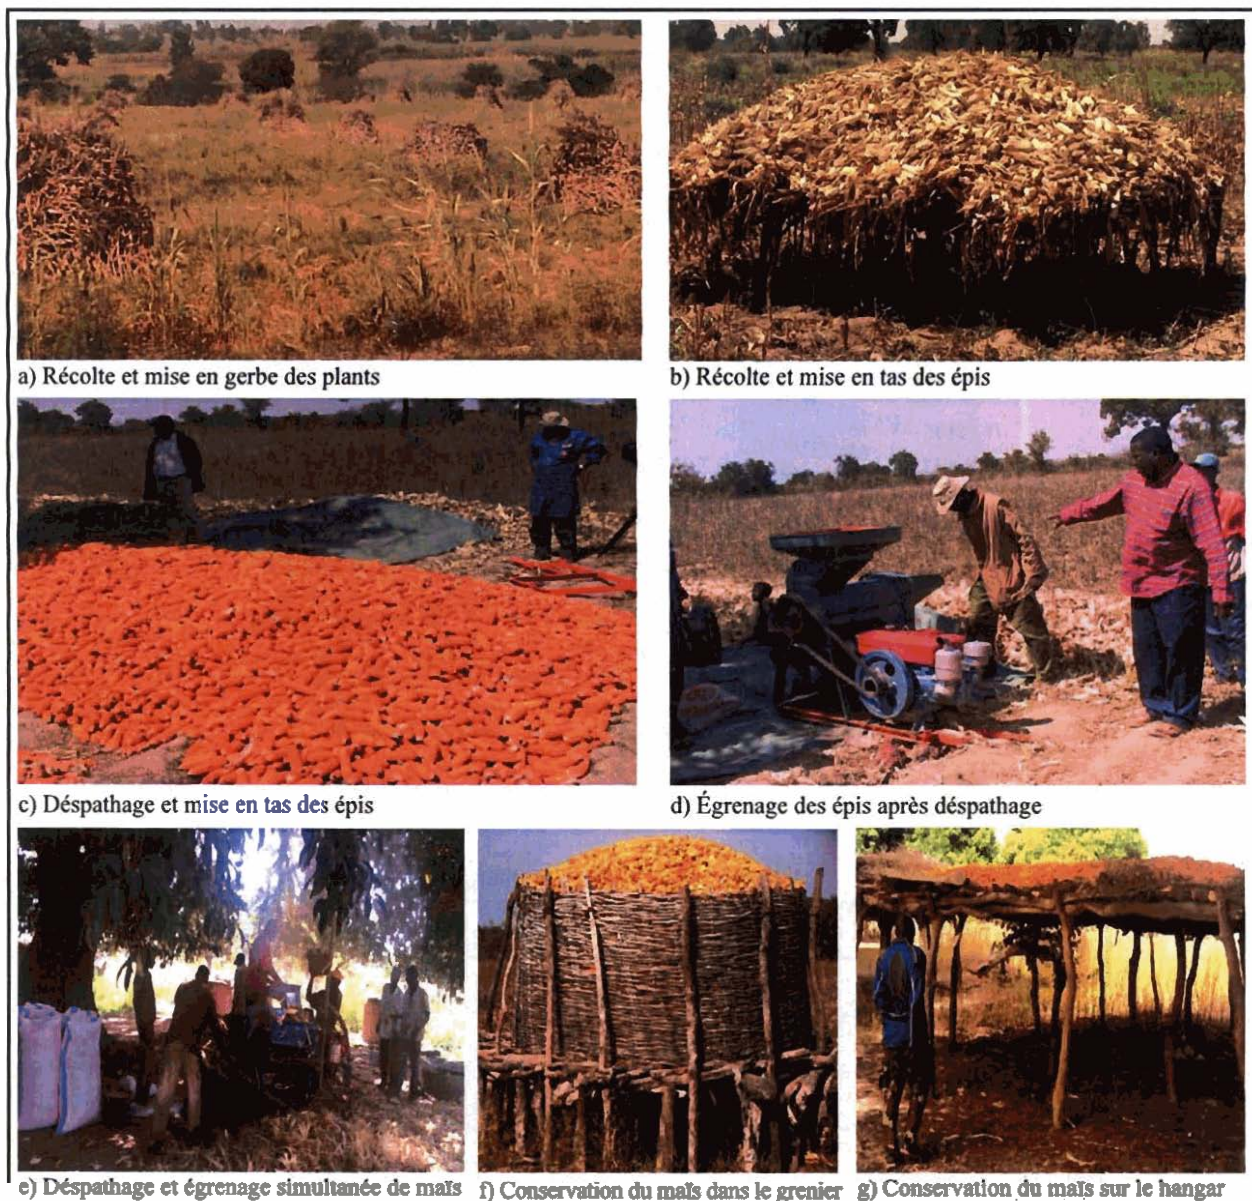 a) Récolte et mise en gerbe des plants
b) Récolte et mise en tas des épis
c) Déspathage et mise en tas des épis
d) Égrenage des épis après déspathage
e) Déspathage et égrenage simultanée de maïs
f) Conservation du maïs dans le grenier
g) Conservation du maïs sur le hangar